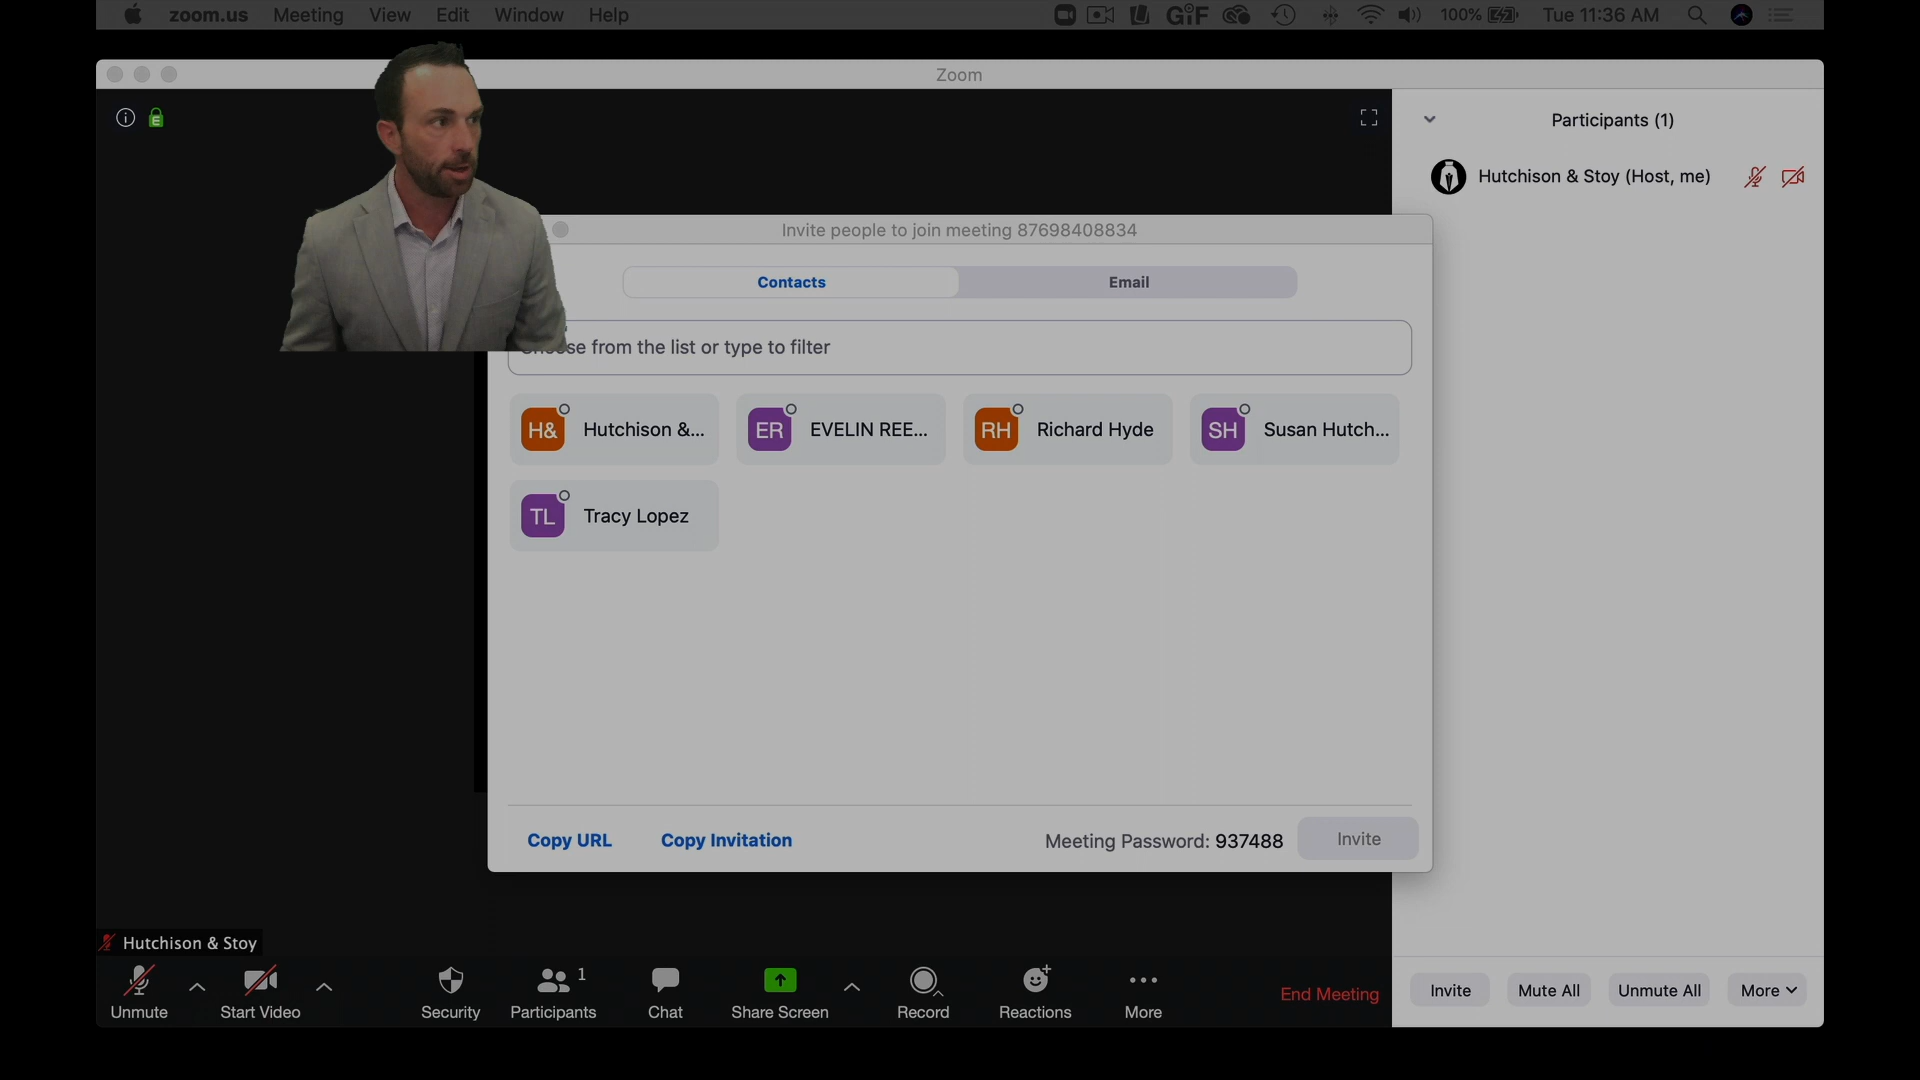 zoom.us Meeting View Edit Window Help GIF 100% Tue 11:36 AM
Zoom
E
Participants (1)
Hutchison & Stoy (Host, me)
Invite people to join meeting 87698408834
Contacts Email
from the list or type to filter
H& Hutchison &... ER EVELIN REE... RH Richard Hyde SH Susan Hutch...
TL Tracy Lopez
Copy URL Copy Invitation Meeting Password: 937488 Invite
Hutchison & Stoy
1
Unmute Start Video Security Participants Chat Share Screen Record Reactions More End Meeting
Invite Mute All Unmute All More